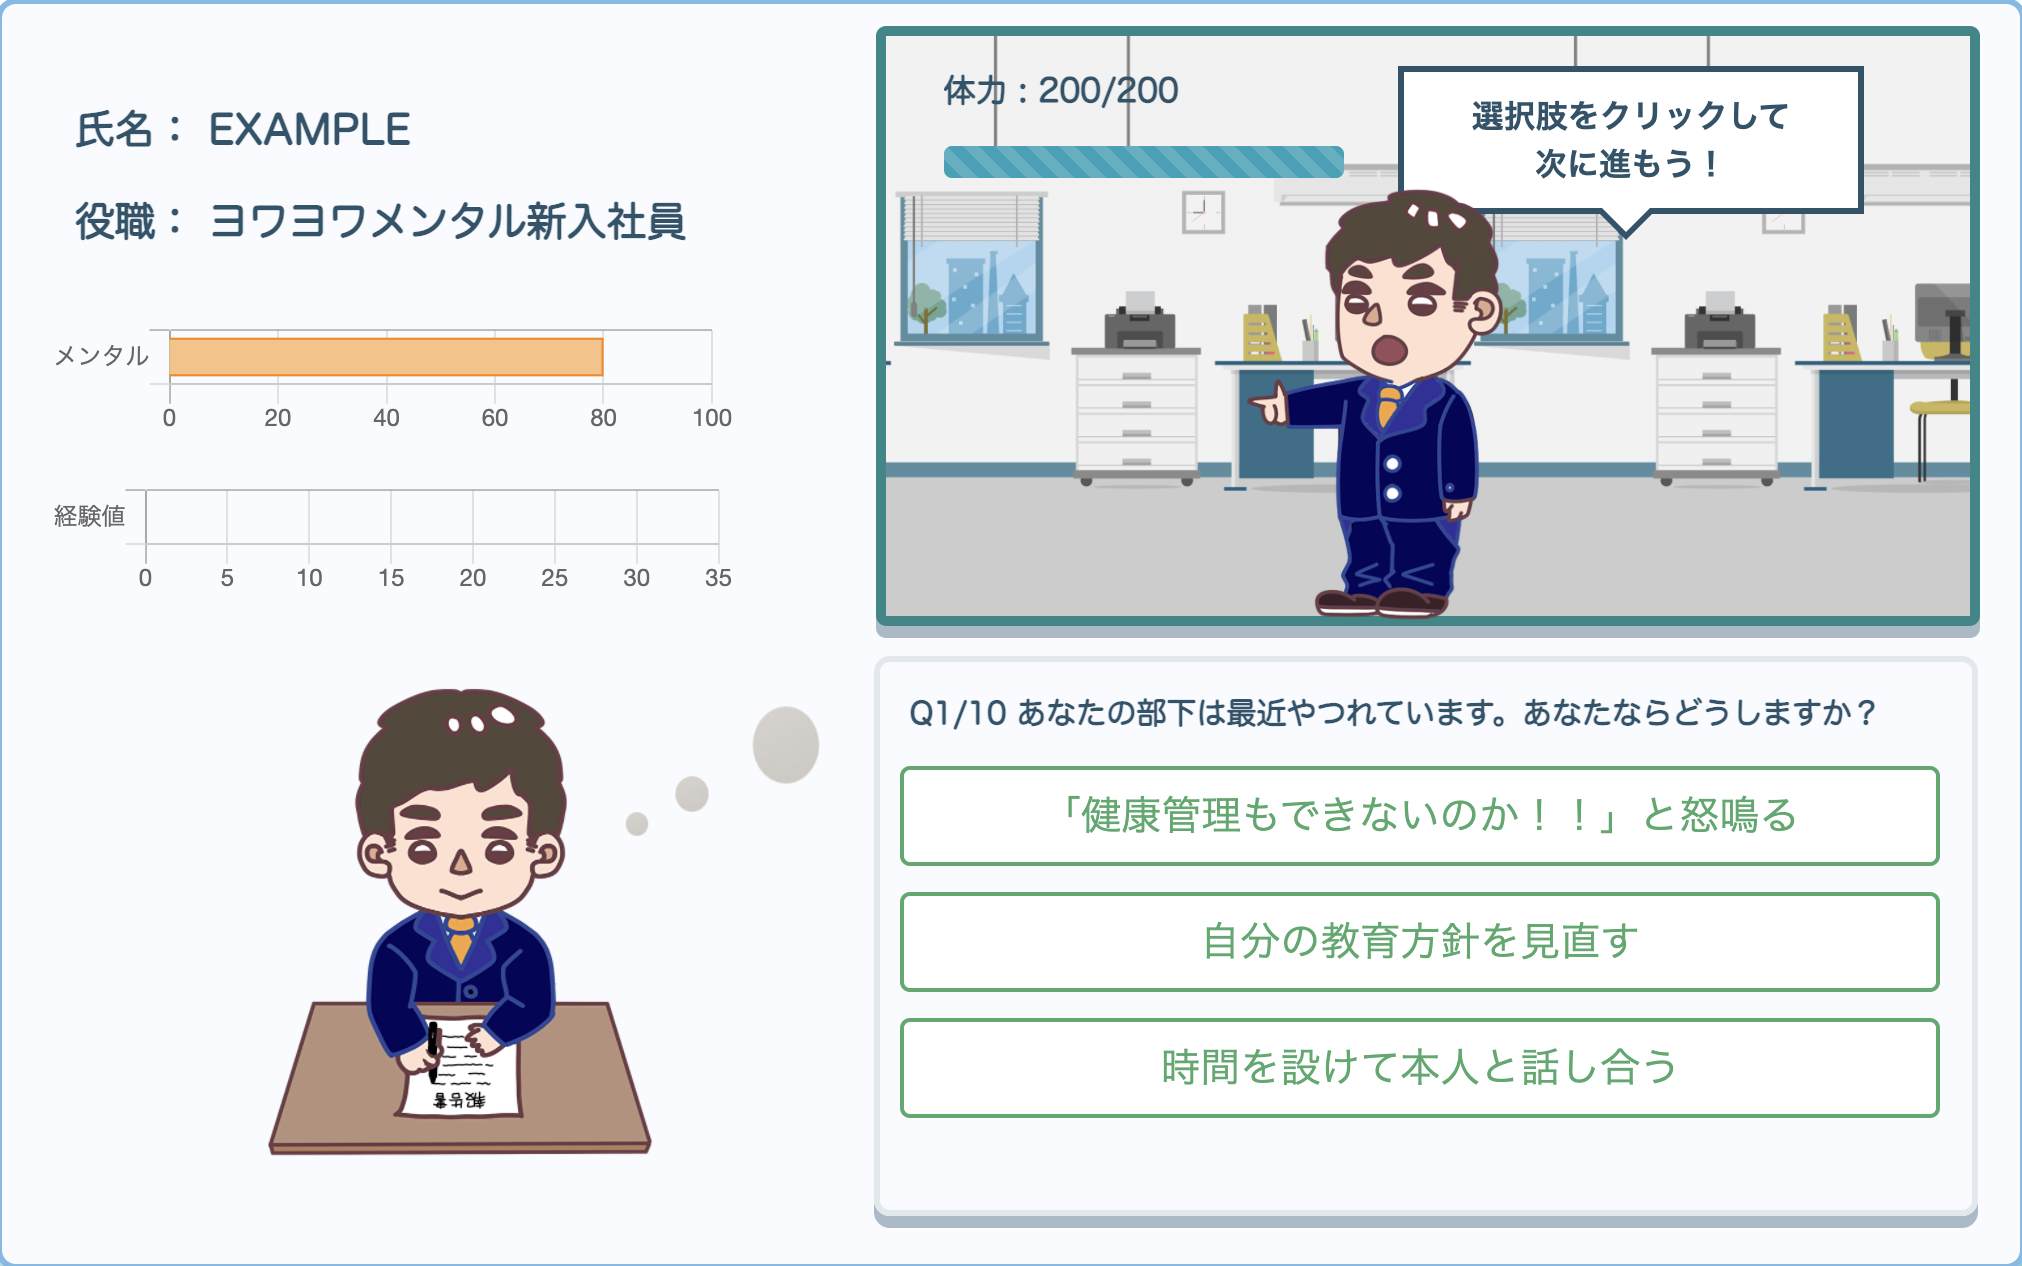 氏名： EXAMPLE
役職： ヨワヨワメンタル新入社員
メンタル
0 20 40 60 80 100
経験値
0 5 10 15 20 25 30 35
報告書
体力：200/200
選択肢をクリックして
次に進もう！
Q1/10 あなたの部下は最近やつれています。あなたならどうしますか？
「健康管理もできないのか！！」と怒鳴る
自分の教育方針を見直す
時間を設けて本人と話し合う